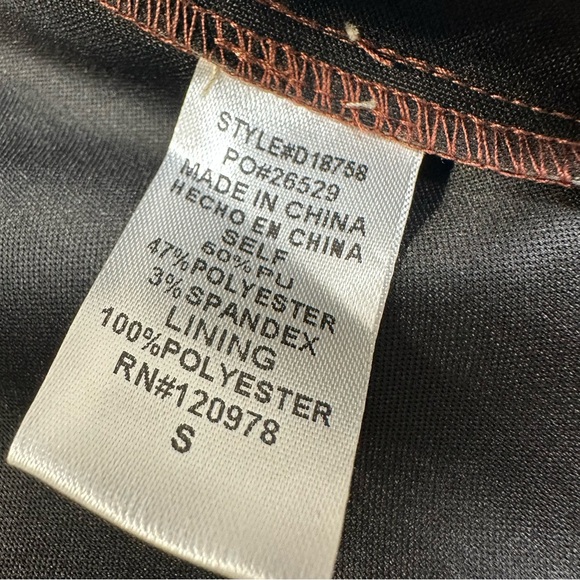 STYLE#D18758
PO#26529
MADE IN CHINA
HECHO EN CHINA
SELF
50%PU
47%POLYESTER
3%SPANDEX
LINING
100%POLYESTER
RN#120978
S